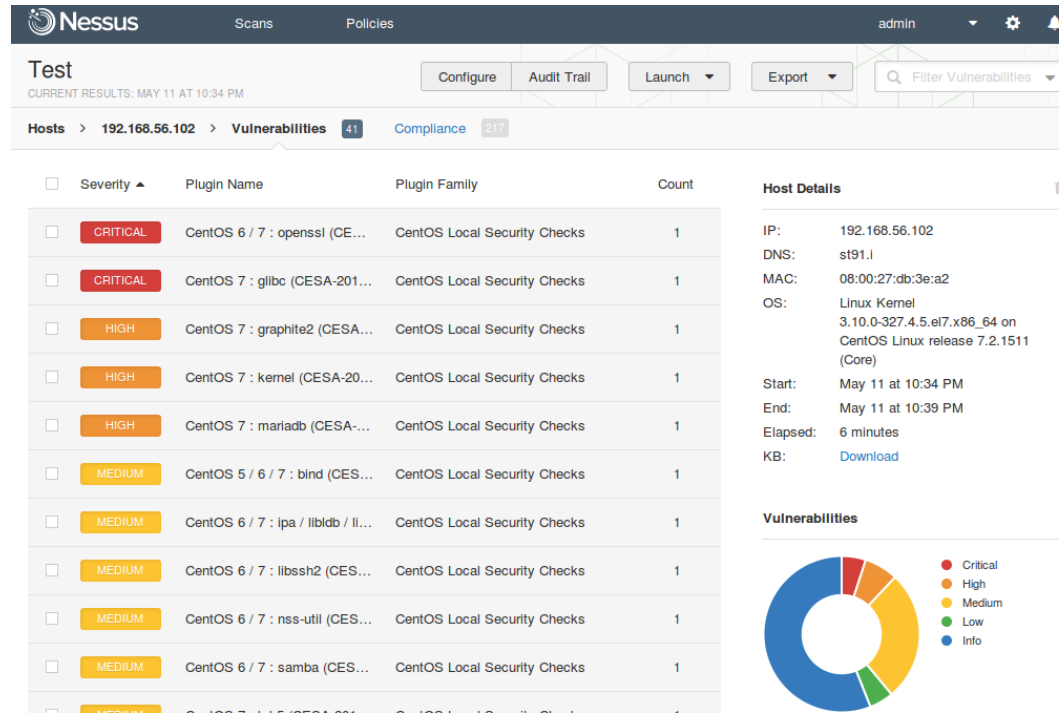 Nessus Scans Policies admin
Test
CURRENT RESULTS: MAY 11 AT 10:34 PM
Configure Audit Trail Launch Export Filter Vulnerabilities
Hosts > 192.168.56.102 > Vulnerabilities 41 Compliance 217
Severity Plugin Name Plugin Family Count
CRITICAL CentOS 6 / 7 : openssl (CE... CentOS Local Security Checks 1
CRITICAL CentOS 7 : glibc (CESA-201... CentOS Local Security Checks 1
HIGH CentOS 7 : graphite2 (CESA... CentOS Local Security Checks 1
HIGH CentOS 7 : kernel (CESA-20... CentOS Local Security Checks 1
HIGH CentOS 7 : mariadb (CESA-... CentOS Local Security Checks 1
MEDIUM CentOS 5 / 6 / 7 : bind (CES... CentOS Local Security Checks 1
MEDIUM CentOS 6 / 7 : ipa / libldb / li... CentOS Local Security Checks 1
MEDIUM CentOS 6 / 7 : libssh2 (CES... CentOS Local Security Checks 1
MEDIUM CentOS 6 / 7 : nss-util (CES... CentOS Local Security Checks 1
MEDIUM CentOS 6 / 7 : samba (CES... CentOS Local Security Checks 1
Host Details
IP: 192.168.56.102
DNS: st91.i
MAC: 08:00:27:db:3e:a2
OS: Linux Kernel
3.10.0-327.4.5.el7.x86_64 on
CentOS Linux release 7.2.1511
(Core)
Start: May 11 at 10:34 PM
End: May 11 at 10:39 PM
Elapsed: 6 minutes
KB: Download
Vulnerabilities
Critical
High
Medium
Low
Info